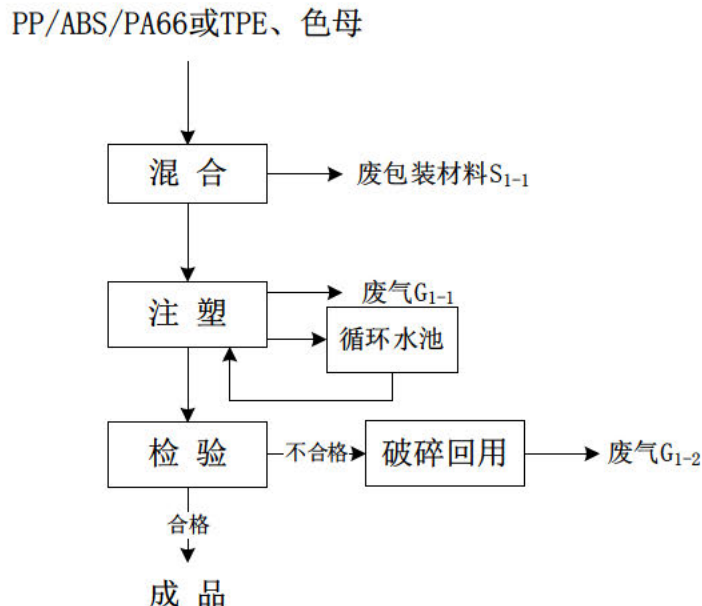 PP/ABS/PA66或TPE、色母
混 合
废包装材料S1-1
废气G1-1
注 塑
循环水池
检 验
不合格
破碎回用
废气G1-2
合格
成 品